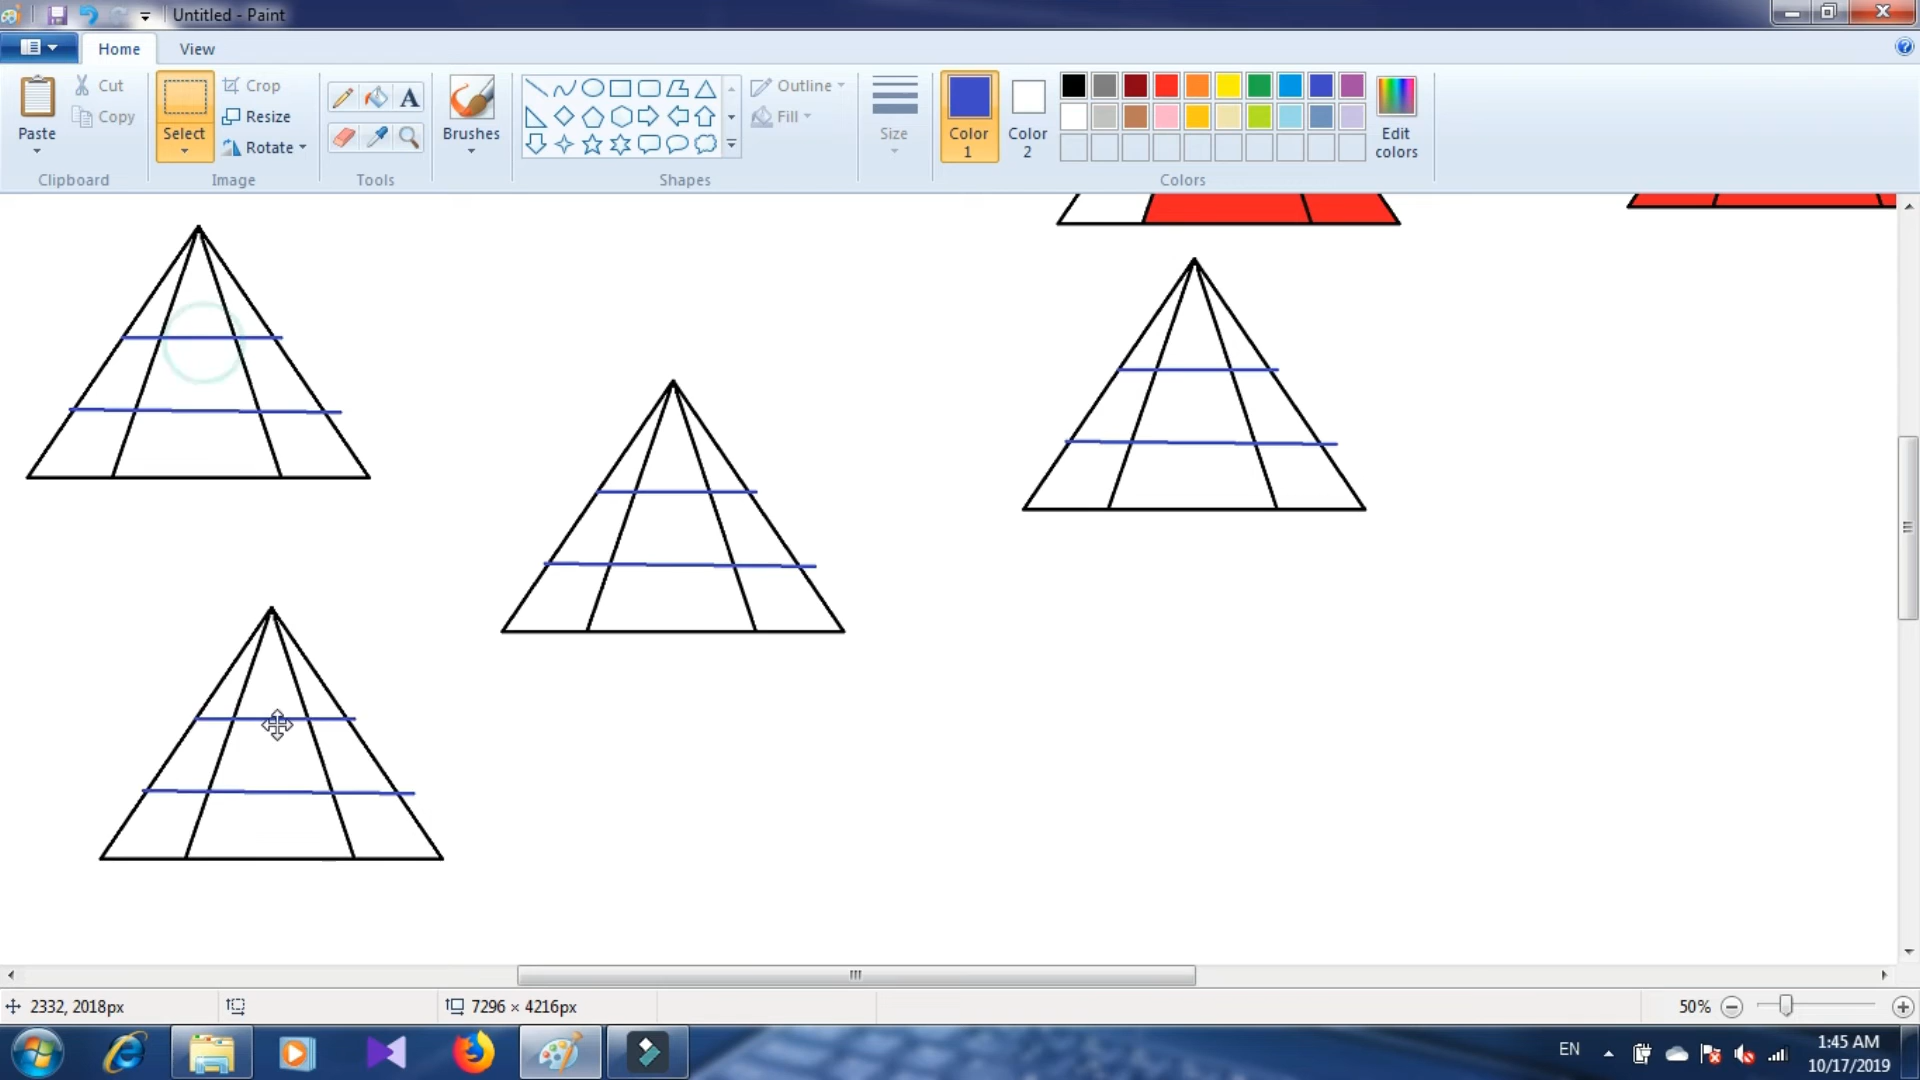 Untitled - Paint
Home View
Paste
Cut
Copy
Clipboard
Select
Crop
Resize
Rotate
Image
A
Tools
Brushes
Outline
Fill
Shapes
Size
Color
1
Color
2
Edit
colors
Colors
2332, 2018px
7296 × 4216px
50%
EN
1:45 AM
10/17/2019